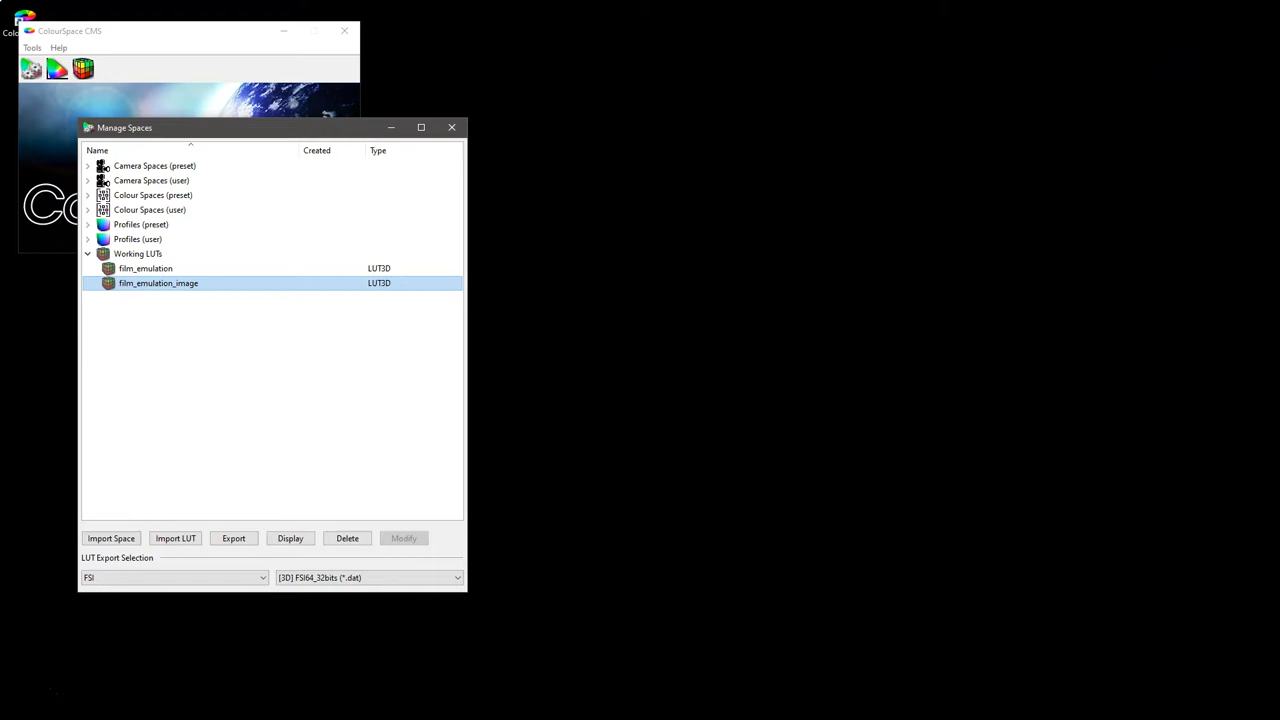 ColourSpace CMS
Tools Help
Manage Spaces
Name Created Type
Camera Spaces (preset)
Camera Spaces (user)
Colour Spaces (preset)
Colour Spaces (user)
Profiles (preset)
Profiles (user)
Working LUTs
film_emulation LUT3D
film_emulation_image LUT3D
Import Space Import LUT Export Display Delete Modify
LUT Export Selection
FSI [3D] FSI64_32bits (*.dat)